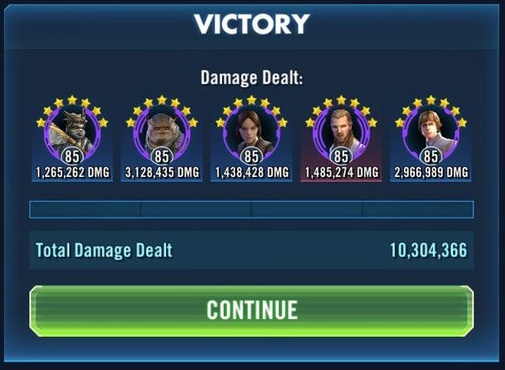 VICTORY
Damage Dealt:
85 85 85 85 85
1,265,262 DMG 3,128,435 DMG 1,438,428 DMG 1,485,274 DMG 2,966,989 DMG
Total Damage Dealt 10,304,366
CONTINUE